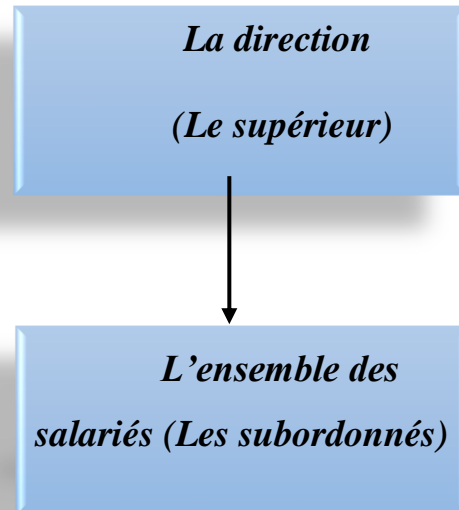 La direction
(Le supérieur)
L’ensemble des
salariés (Les subordonnés)